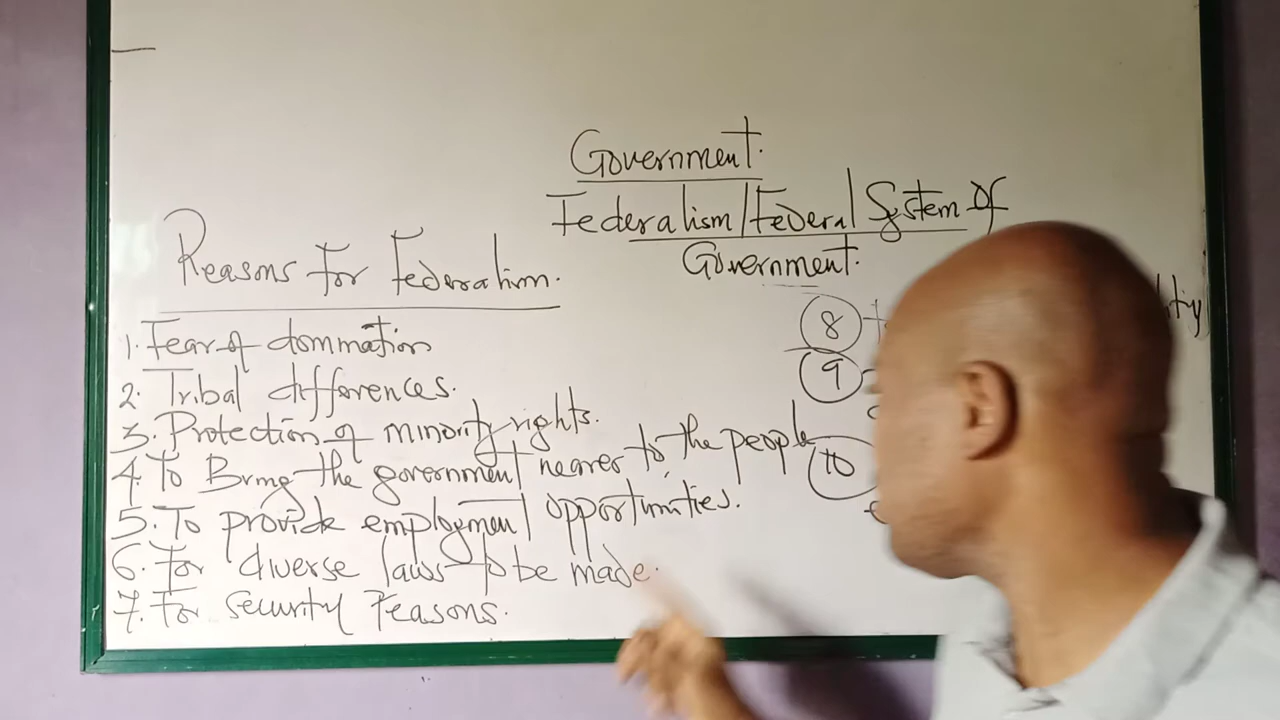 Government.
Federalism/Federal System Of
Government.
Reasons For Federalism.
1. Fear of domination
2. Tribal differences.
3. Protection of minority rights.
4. To Bring the government nearer to the people
5. To provide employment opportunities.
6. For diverse laws to be made.
7. For security reasons.
8
9
10